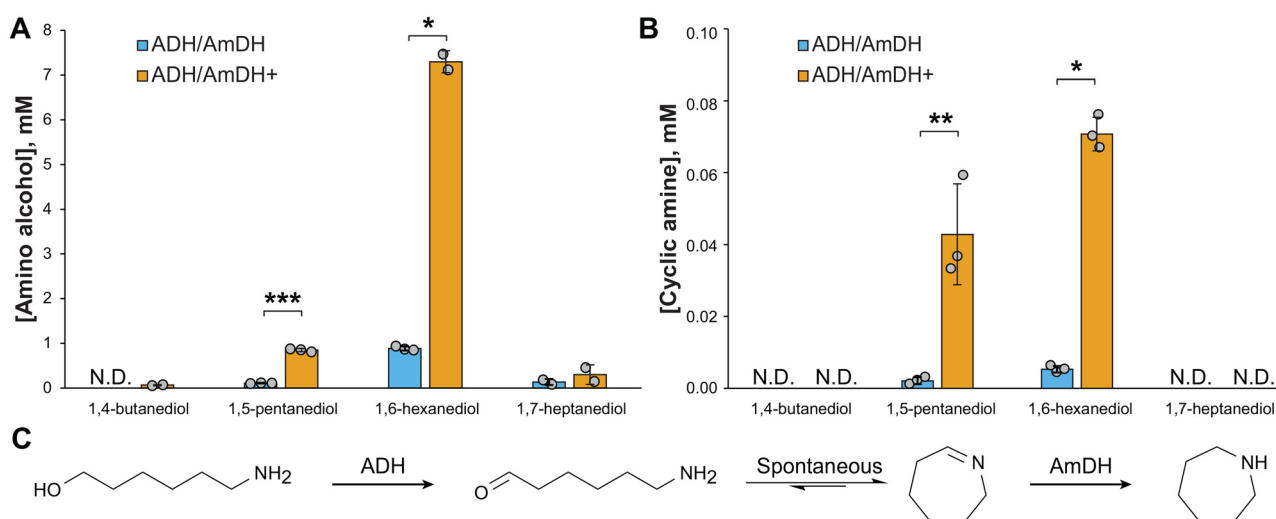 A
[Amino alcohol], mM
8
7
6
5
4
3
2
1
0
ADH/AmDH
ADH/AmDH+
N.D.
***
*
1,4-butanediol 1,5-pentanediol 1,6-hexanediol 1,7-heptanediol
B
[Cyclic amine], mM
0.10
0.08
0.06
0.04
0.02
0.00
ADH/AmDH
ADH/AmDH+
N.D. N.D.
**
*
N.D. N.D.
1,4-butanediol 1,5-pentanediol 1,6-hexanediol 1,7-heptanediol
C
HO NH2
ADH
O NH2
Spontaneous
N
AmDH
NH